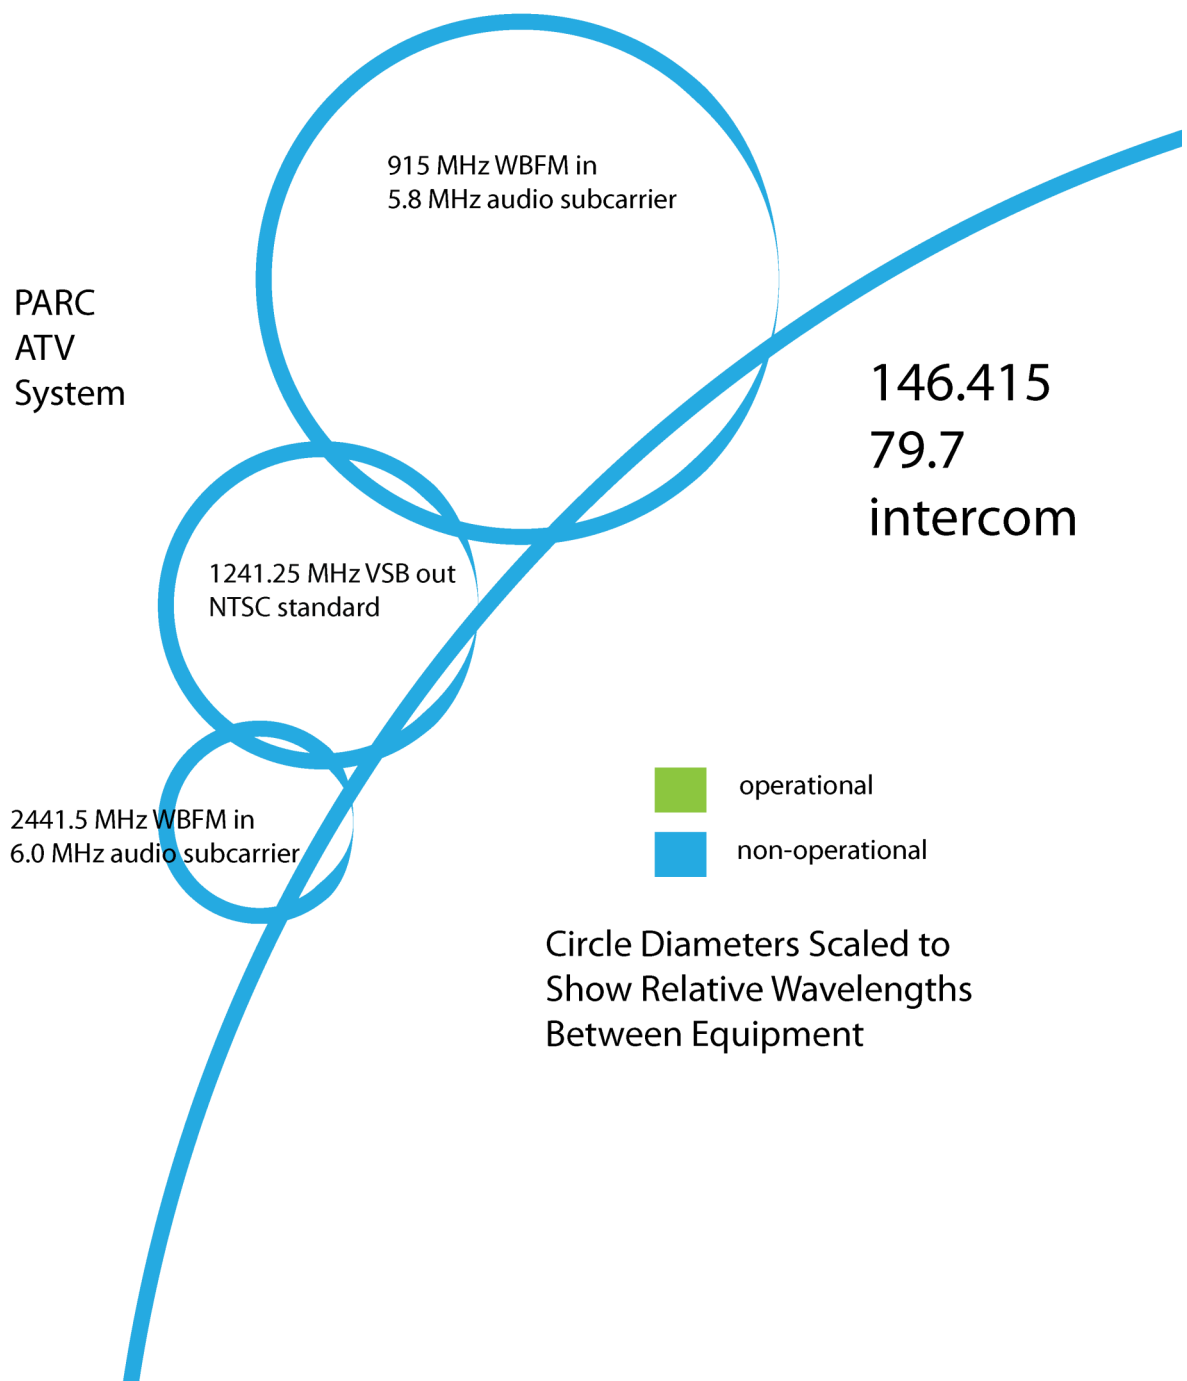 915 MHz WBFM in
5.8 MHz audio subcarrier
PARC
ATV
System
146.415
79.7
intercom
1241.25 MHz VSB out
NTSC standard
2441.5 MHz WBFM in
6.0 MHz audio subcarrier
operational
non-operational
Circle Diameters Scaled to
Show Relative Wavelengths
Between Equipment